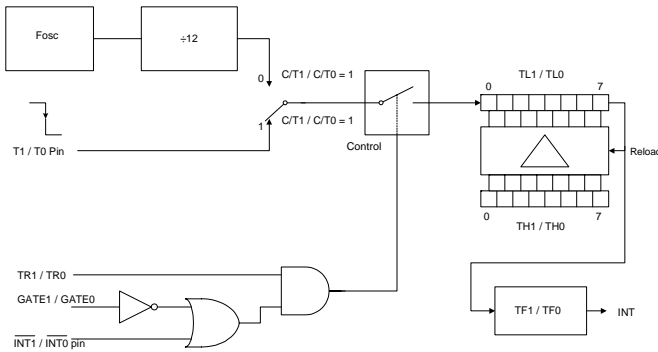 Fosc
÷12
0
C/T1 / C/T0 = 1
1
C/T1 / C/T0 = 1
T1 / T0 Pin
Control
TL1 / TL0
0 7
Reload
0 7
TH1 / TH0
TR1 / TR0
GATE1 / GATE0
INT1 / INT0 pin
TF1 / TF0
INT